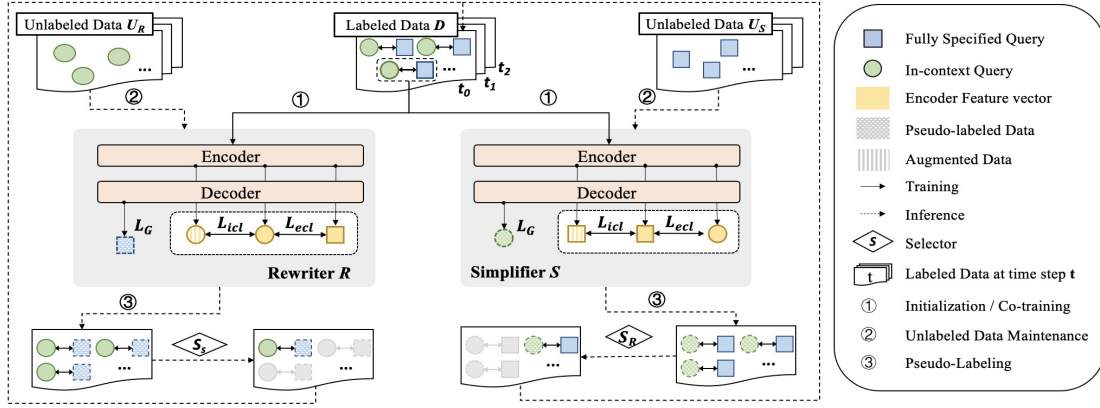 Unlabeled Data U_R
Labeled Data D
Unlabeled Data U_S
...
...
...
t_0
t_1
t_2
②
①
①
②
Encoder
Decoder
L_G
L_icl
L_ecl
Rewriter R
Encoder
Decoder
L_G
L_icl
L_ecl
Simplifier S
③
③
S_s
...
...
S_R
...
...
Fully Specified Query
In-context Query
Encoder Feature vector
Pseudo-labeled Data
Augmented Data
Training
Inference
S Selector
t Labeled Data at time step t
① Initialization / Co-training
② Unlabeled Data Maintenance
③ Pseudo-Labeling